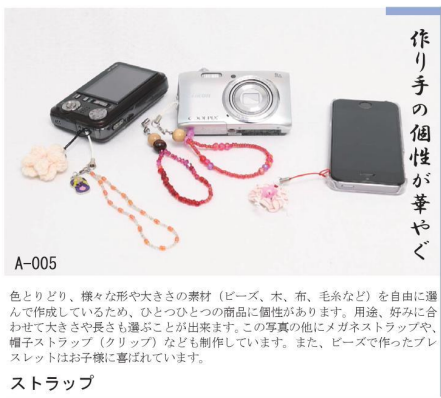 作り手の個性が華やぐ
A-005
色とりどり、様々な形や大きさの素材（ビーズ、木、布、毛糸など）を自由に選
んで作成しているため、ひとつひとつの商品に個性があります。用途、好みに合
わせて大きさや長さも選ぶことが出来ます。この写真の他にメガネストラップや、
帽子ストラップ（クリップ）なども制作しています。また、ビーズで作ったブレ
スレットはお子様に喜ばれています。
ストラップ